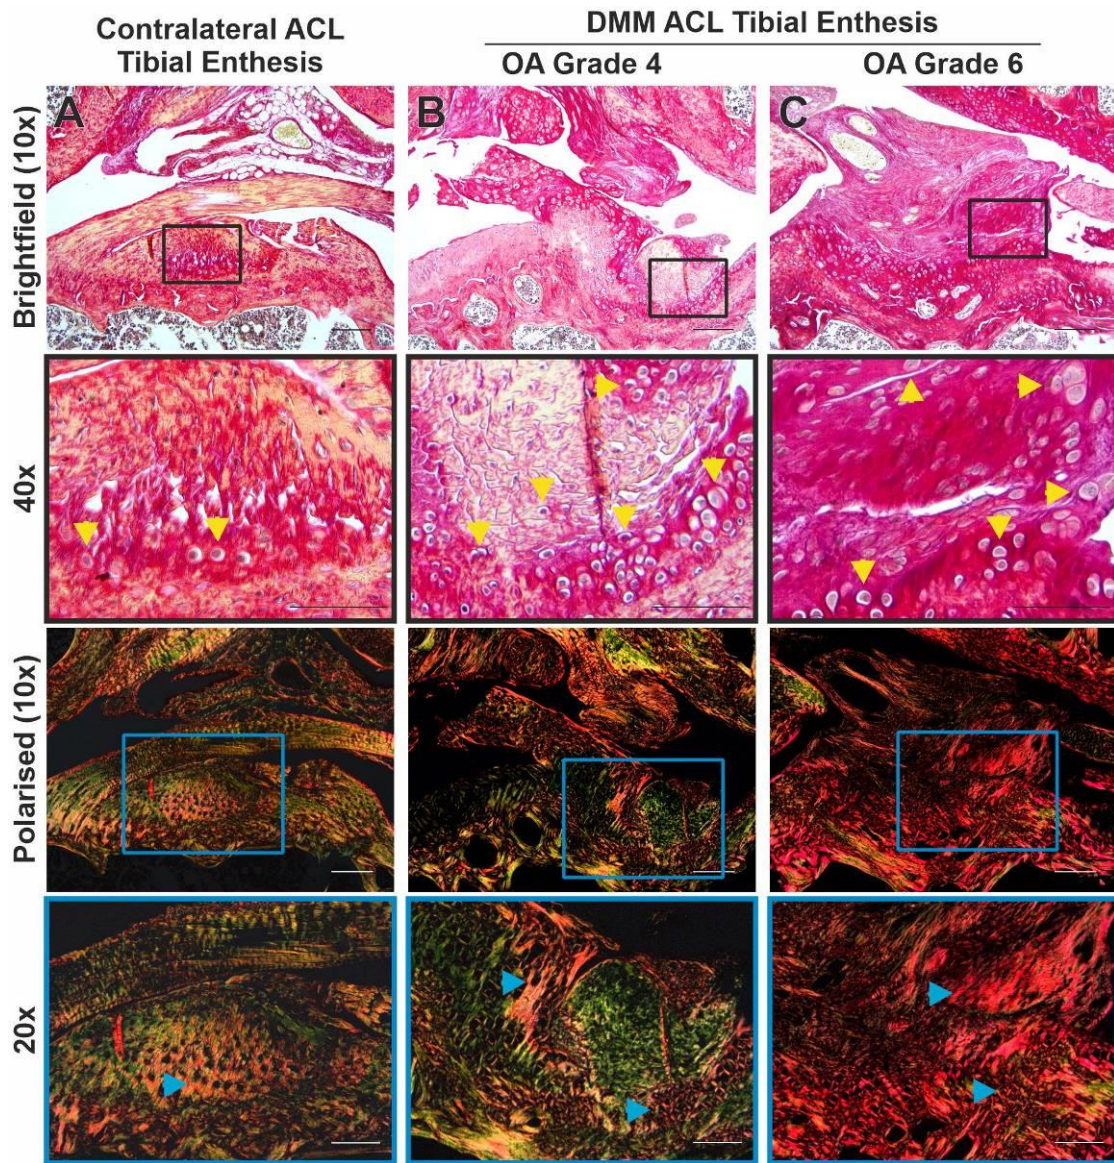 Contralateral ACL
Tibial Enthesis
DMM ACL Tibial Enthesis
OA Grade 4
OA Grade 6
Brightfield (10x)
A
B
C
40x
Polarised (10x)
20x